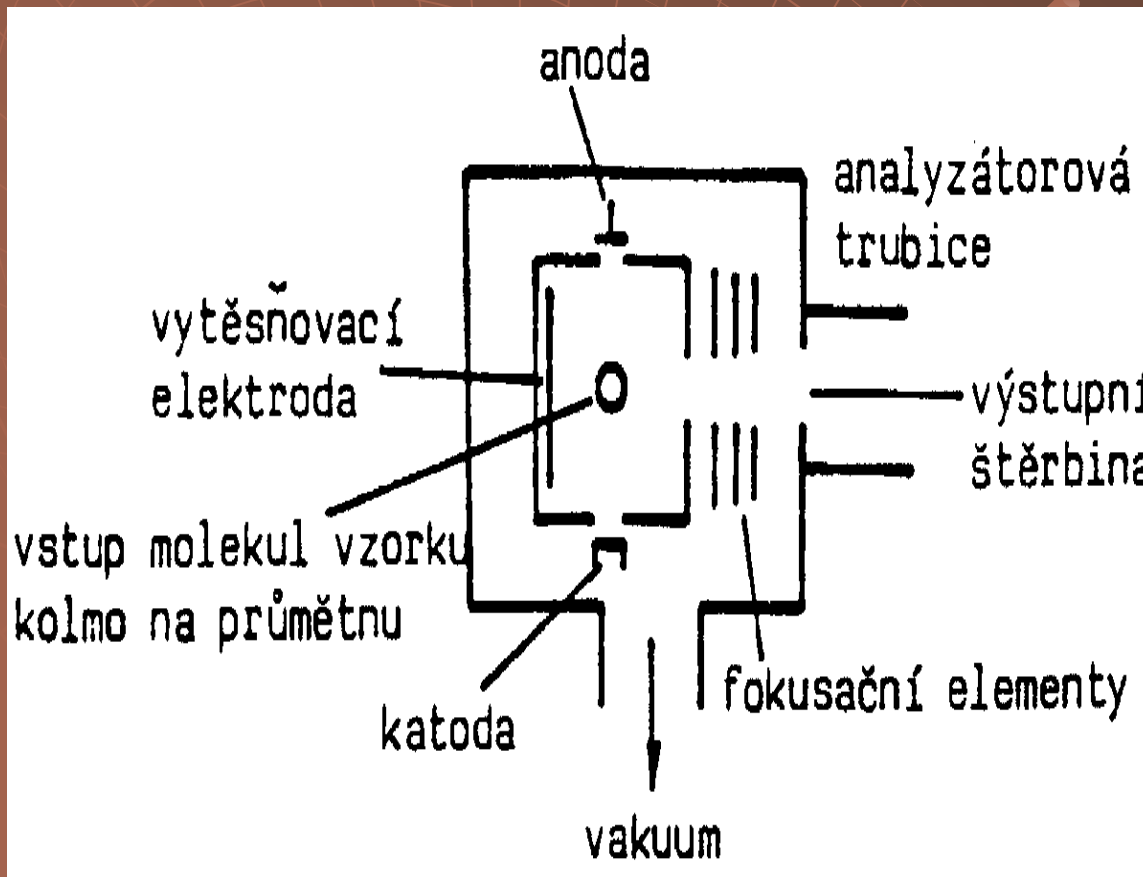 anoda
analyzátorová
trubice
vytěsňovací
elektroda
výstupní
štěrbina
vstup molekul vzorku
kolmo na průmětnu
fokusační elementy
katoda
vakuum